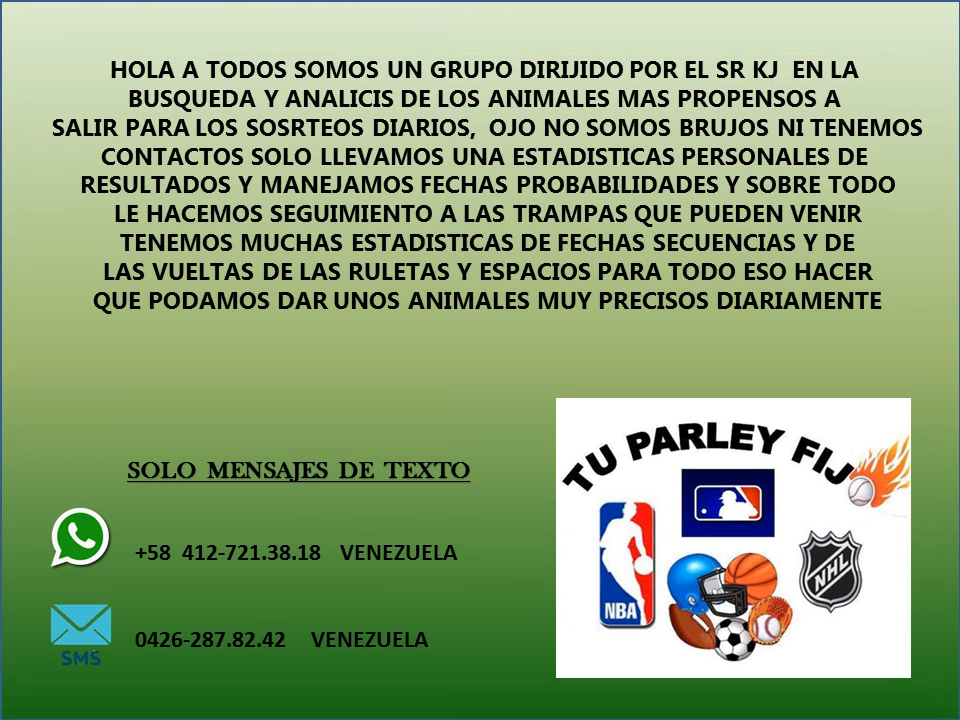 HOLA A TODOS SOMOS UN GRUPO DIRIJIDO POR EL SR KJ EN LA
BUSQUEDA Y ANALICIS DE LOS ANIMALES MAS PROPENSOS A
SALIR PARA LOS SOSRTEOS DIARIOS, OJO NO SOMOS BRUJOS NI TENEMOS
CONTACTOS SOLO LLEVAMOS UNA ESTADISTICAS PERSONALES DE
RESULTADOS Y MANEJAMOS FECHAS PROBABILIDADES Y SOBRE TODO
LE HACEMOS SEGUIMIENTO A LAS TRAMPAS QUE PUEDEN VENIR
TENEMOS MUCHAS ESTADISTICAS DE FECHAS SECUENCIAS Y DE
LAS VUELTAS DE LAS RULETAS Y ESPACIOS PARA TODO ESO HACER
QUE PODAMOS DAR UNOS ANIMALES MUY PRECISOS DIARIAMENTE
SOLO MENSAJES DE TEXTO
+58 412-721.38.18 VENEZUELA
SMS
0426-287.82.42 VENEZUELA
TU PARLEY FIJ
NBA
NHL